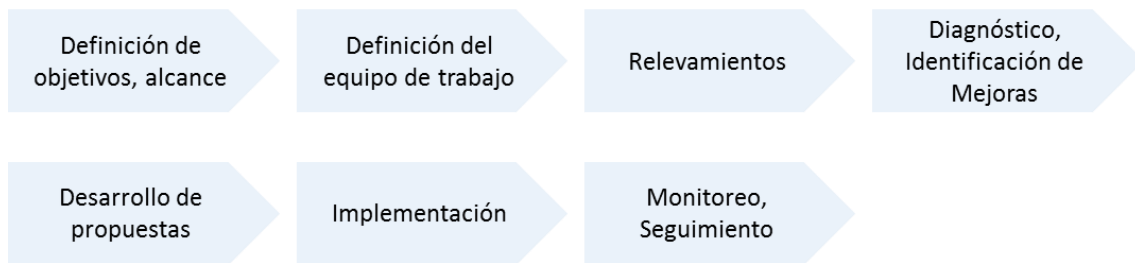 Definición de
objetivos, alcance
Definición del
equipo de trabajo
Relevamientos
Diagnóstico,
Identificación de
Mejoras
Desarrollo de
propuestas
Implementación
Monitoreo,
Seguimiento